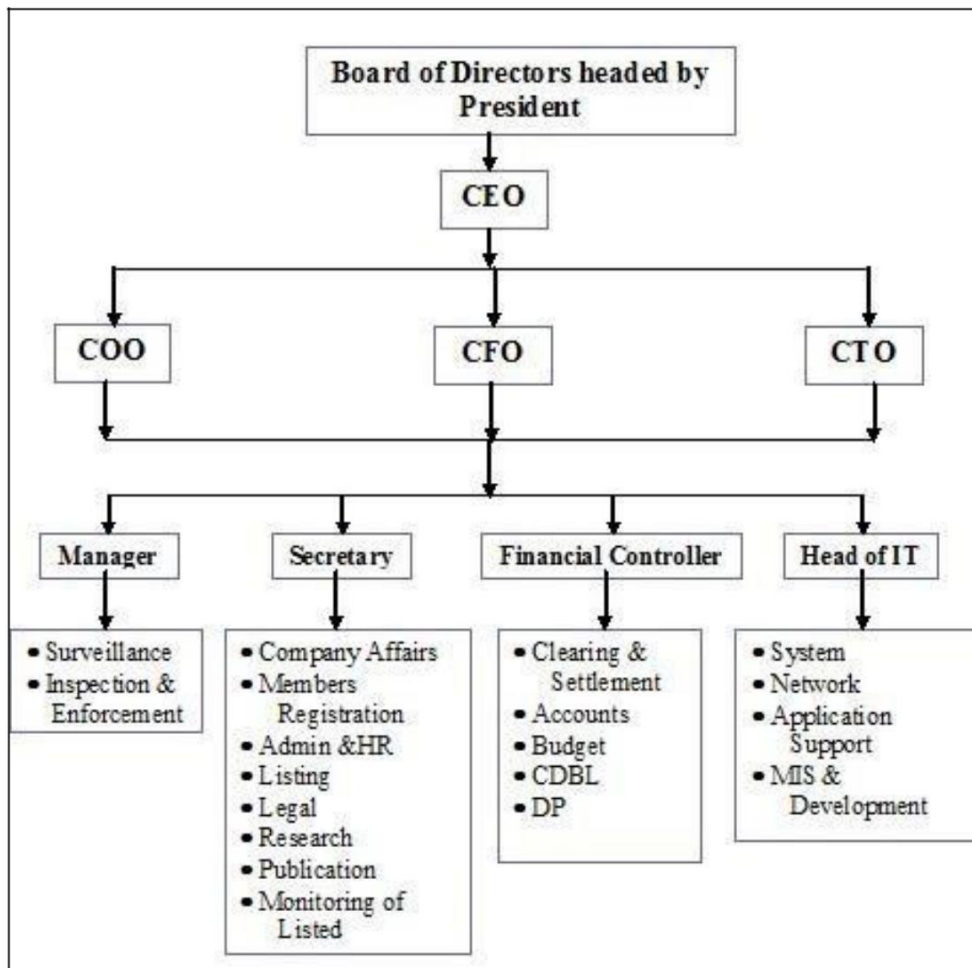 Board of Directors headed by
President
CEO
COO
CFO
CTO
Manager
Secretary
Financial Controller
Head of IT
• Surveillance
• Inspection &
Enforcement
• Company Affairs
• Members
Registration
• Admin &HR
• Listing
• Legal
• Research
• Publication
• Monitoring of
Listed
• Clearing &
Settlement
• Accounts
• Budget
• CDBL
• DP
• System
• Network
• Application
Support
• MIS &
Development